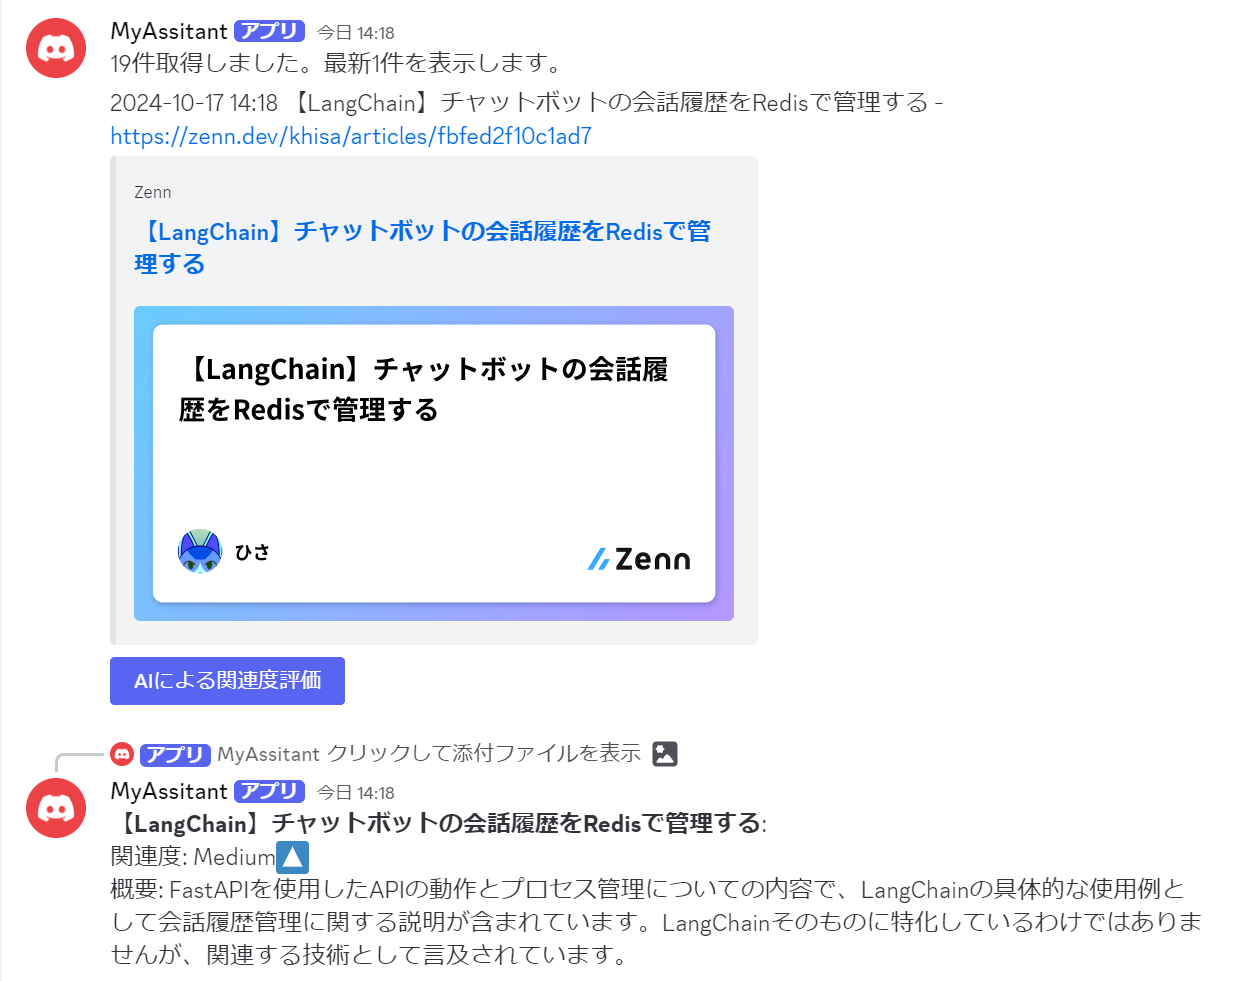 MyAssitant アプリ 今日 14:18
19件取得しました。最新1件を表示します。
2024-10-17 14:18 【LangChain】チャットボットの会話履歴をRedisで管理する -
https://zenn.dev/khisa/articles/fbfed2f10c1ad7
Zenn
【LangChain】チャットボットの会話履歴をRedisで管
理する
【LangChain】チャットボットの会話履
歴をRedisで管理する
ひさ
Zenn
AIによる関連度評価
アプリ MyAssitant クリックして添付ファイルを表示
MyAssitant アプリ 今日 14:18
【LangChain】チャットボットの会話履歴をRedisで管理する:
関連度: Medium
概要: FastAPIを使用したAPIの動作とプロセス管理についての内容で、LangChainの具体的な使用例と
して会話履歴管理に関する説明が含まれています。LangChainそのものに特化しているわけではありま
せんが、関連する技術として言及されています。